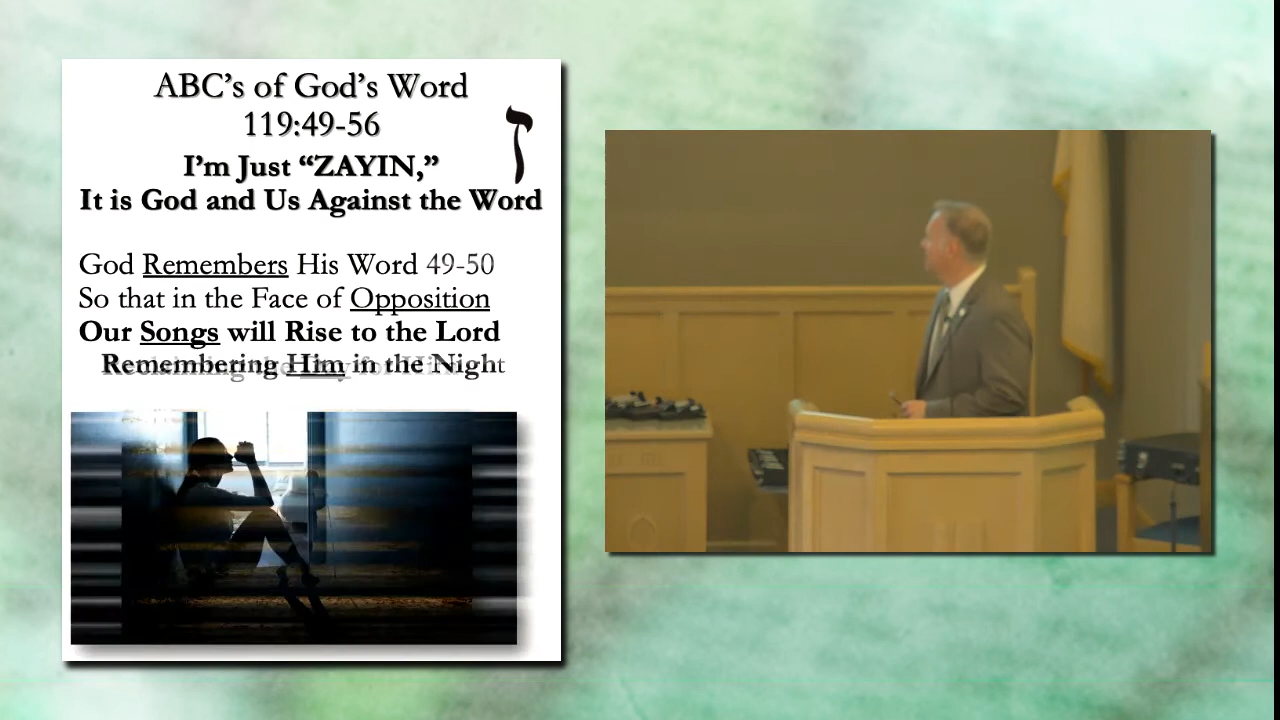 ABC's of God's Word
119:49-56
ז
I'm Just “ZAYIN,”
It is God and Us Against the Word
God Remembers His Word 49-50
So that in the Face of Opposition
Our Songs will Rise to the Lord
Remembering Him in the Night